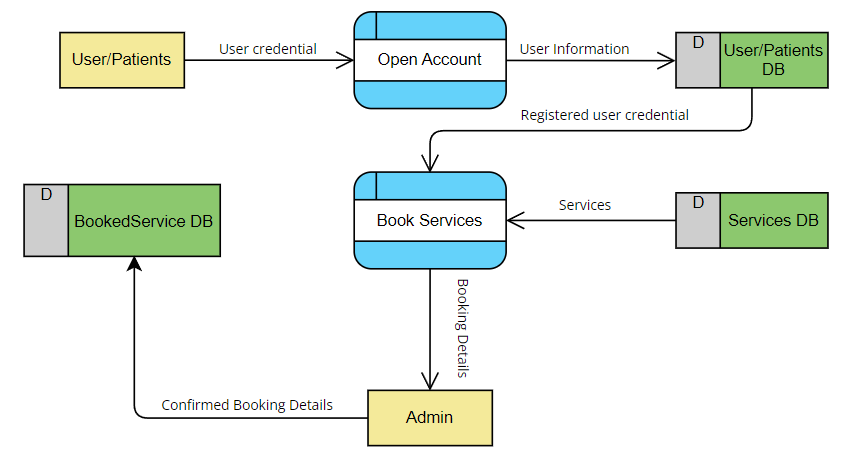 User/Patients
User credential
Open Account
User Information
D
User/Patients
DB
Registered user credential
D
BookedService DB
Book Services
Services
D
Services DB
Booking Details
Confirmed Booking Details
Admin